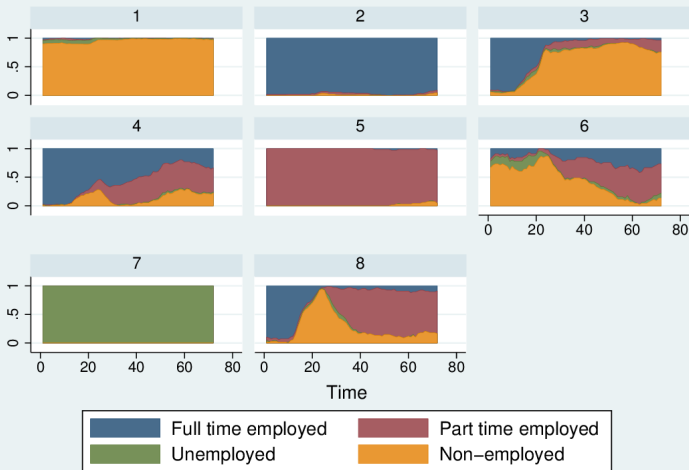 1 2 3
0 .5 1
4 5 6
0 .5 1
0 20 40 60 80
7 8
0 .5 1
0 20 40 60 80 0 20 40 60 80
Time
Full time employed Part time employed
Unemployed Non−employed